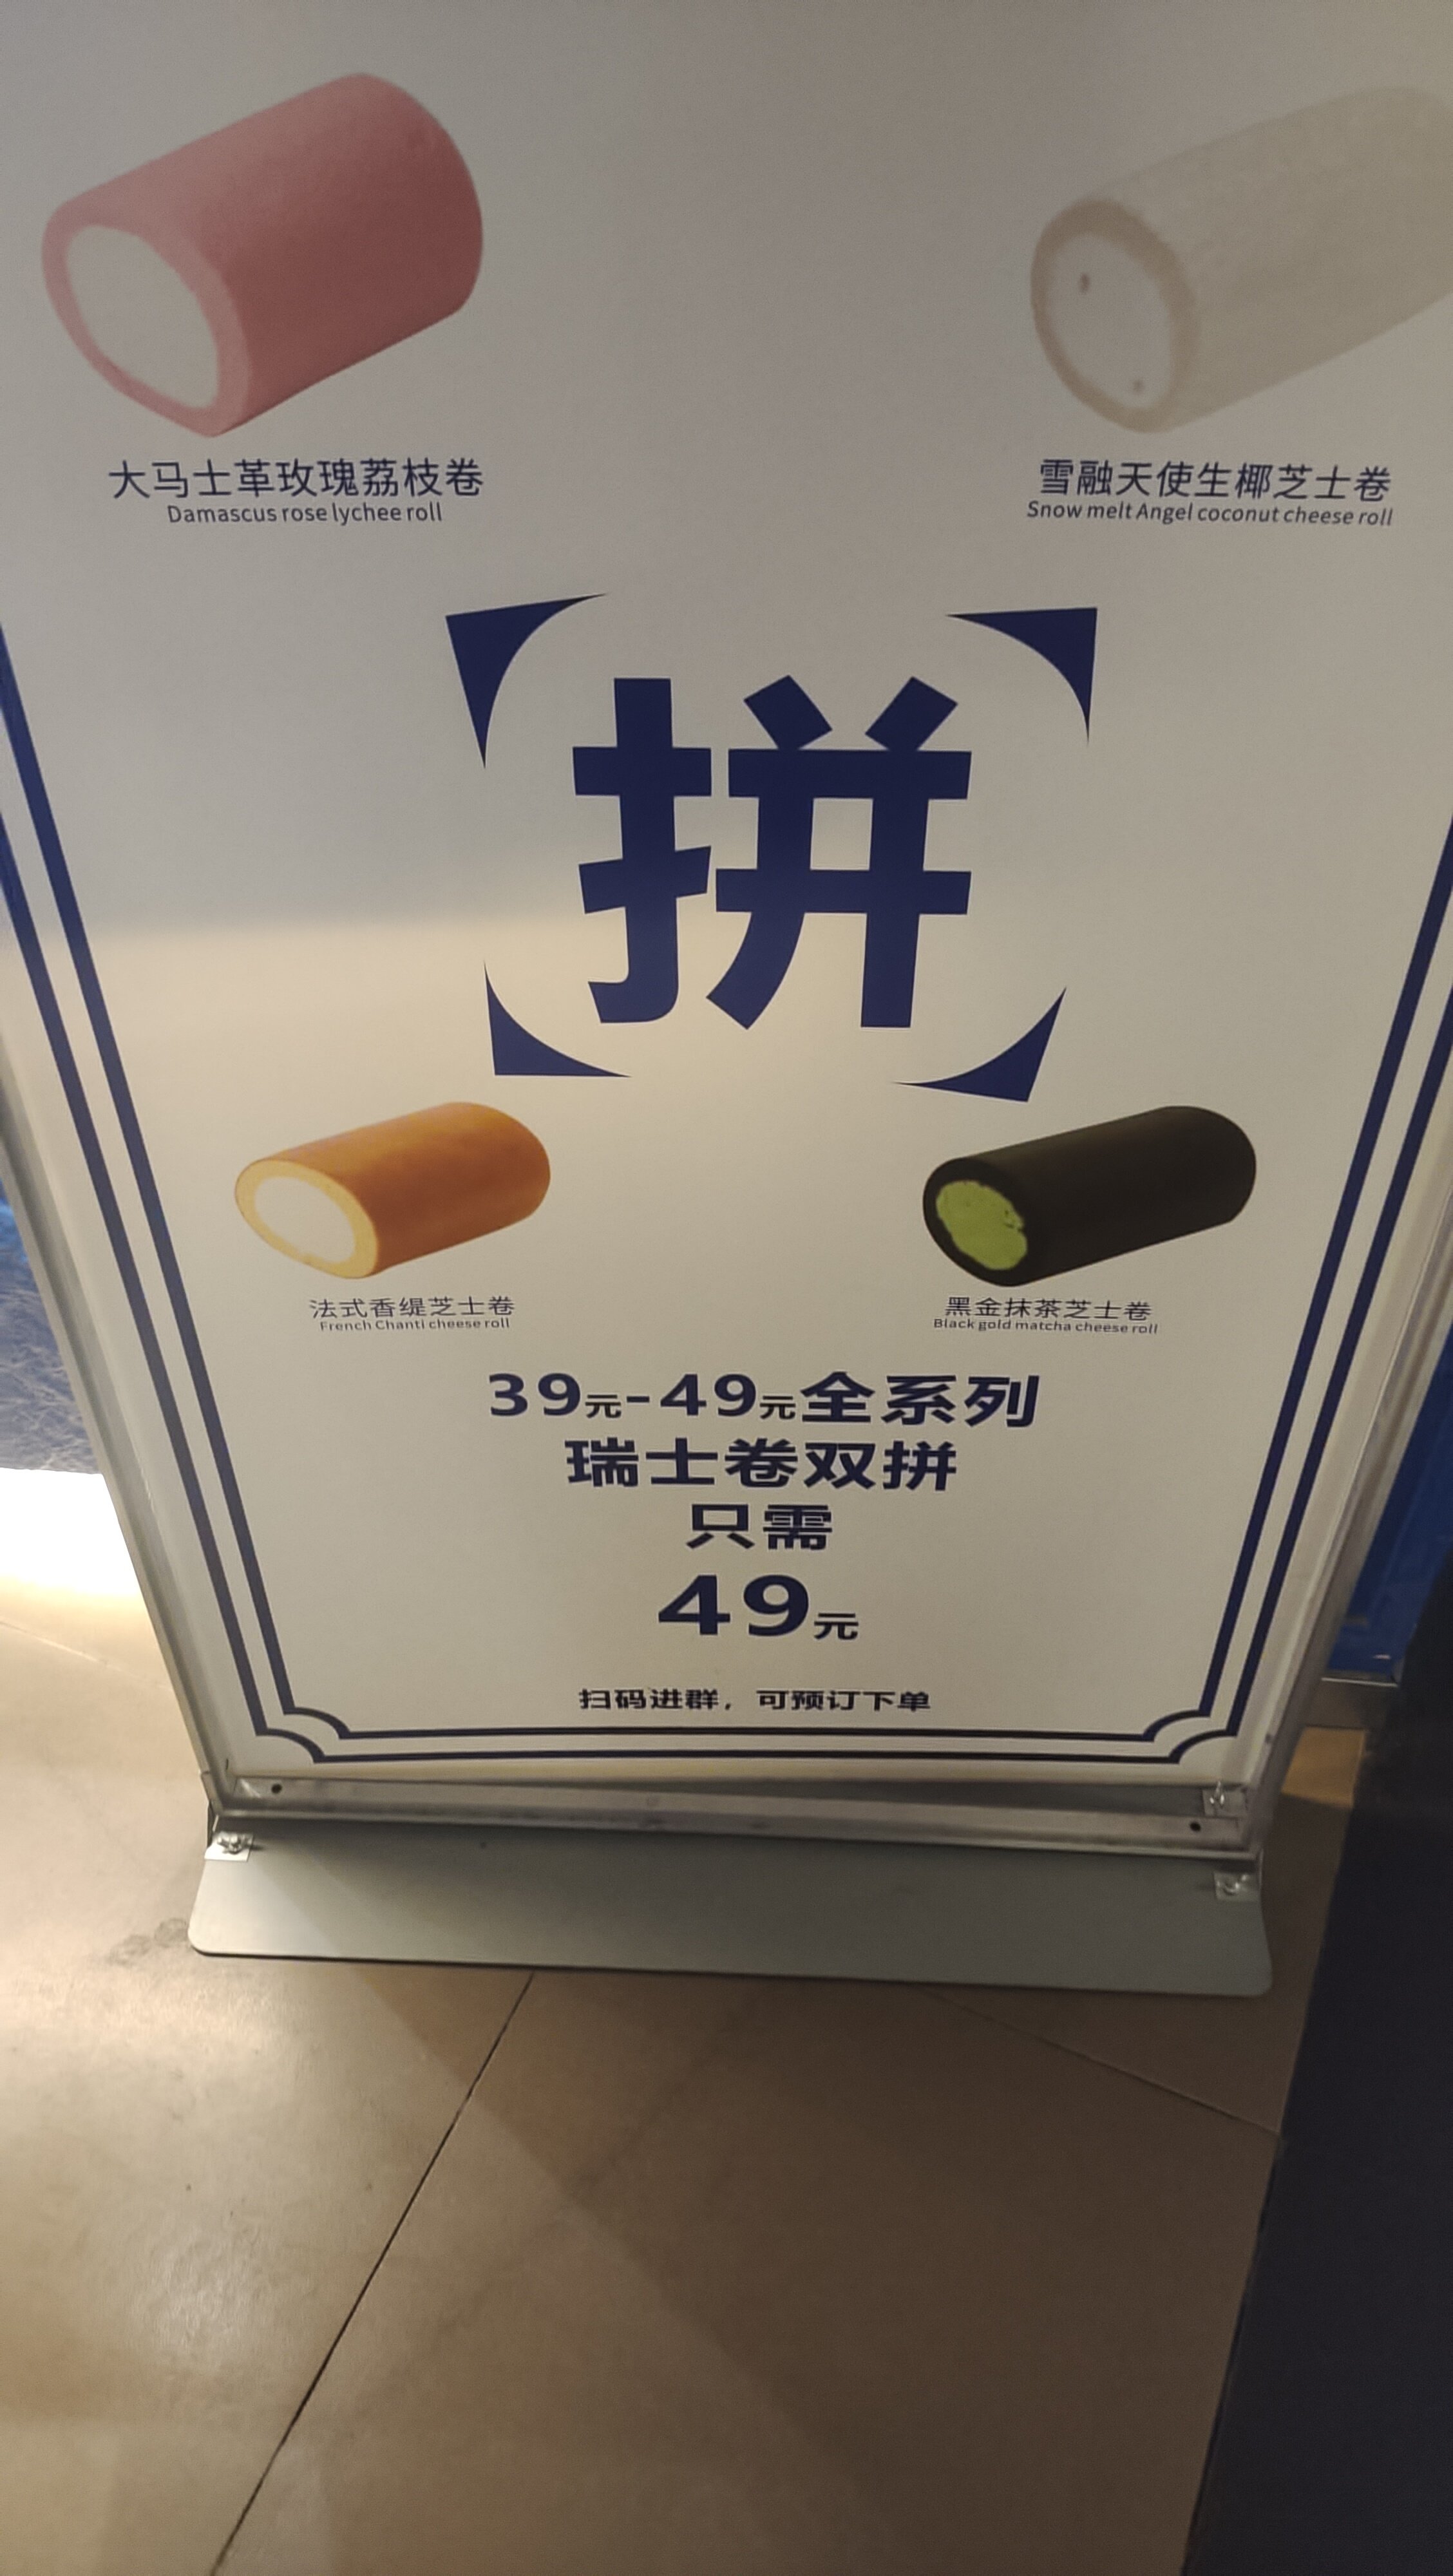 大马士革玫瑰荔枝卷
Damascus rose lychee roll
雪融天使生椰芝士卷
Snow melt Angel coconut cheese roll
拼
法式香缇芝士卷
French Chanti cheese roll
黑金抹茶芝士卷
Black gold matcha cheese roll
39元-49元全系列
瑞士卷双拼
只需
49元
扫码进群，可预订下单